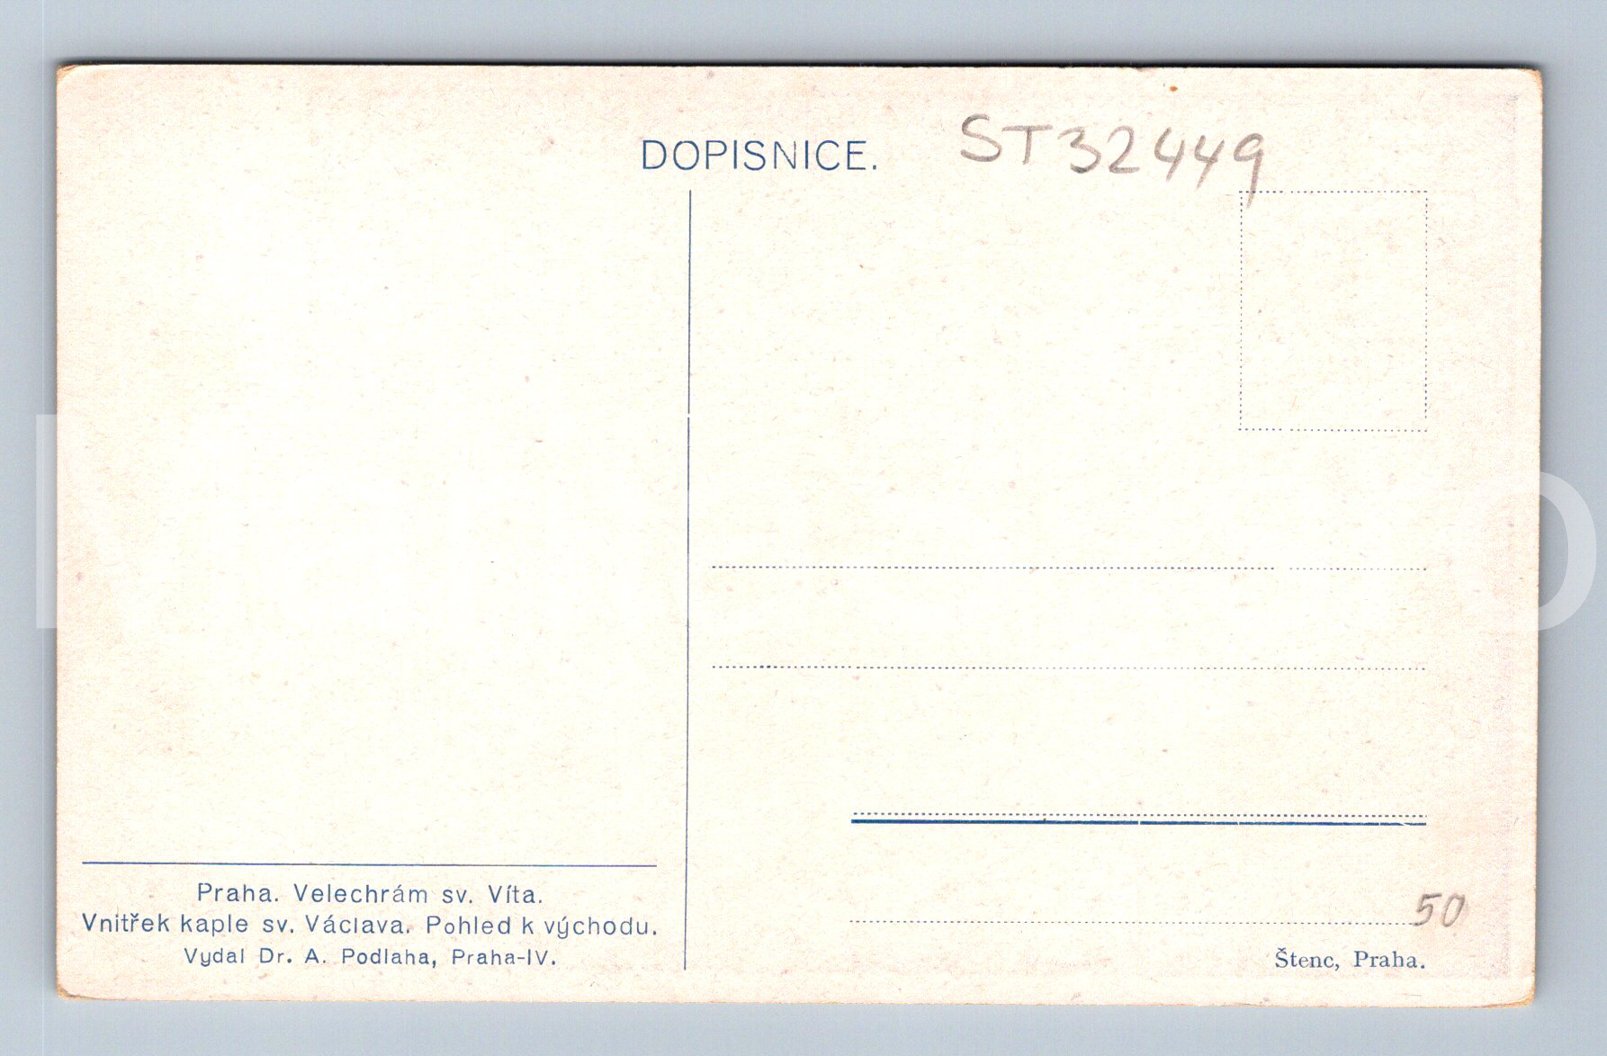 DOPISNICE.
ST32449
Praha. Velechrám sv. Víta.
Vnitřek kaple sv. Václava. Pohled k východu.
Vydal Dr. A. Podlaha, Praha-IV.
50
Štenc, Praha.